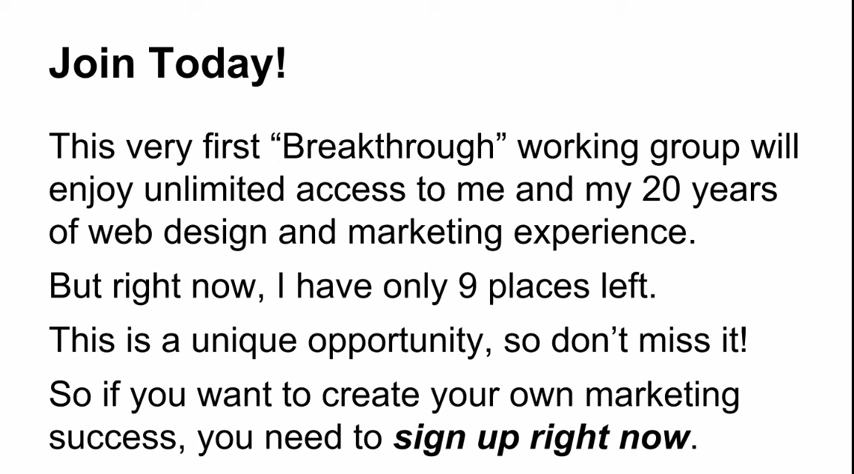 Join Today!
This very first “Breakthrough” working group will
enjoy unlimited access to me and my 20 years
of web design and marketing experience.
But right now, I have only 9 places left.
This is a unique opportunity, so don’t miss it!
So if you want to create your own marketing
success, you need to sign up right now.